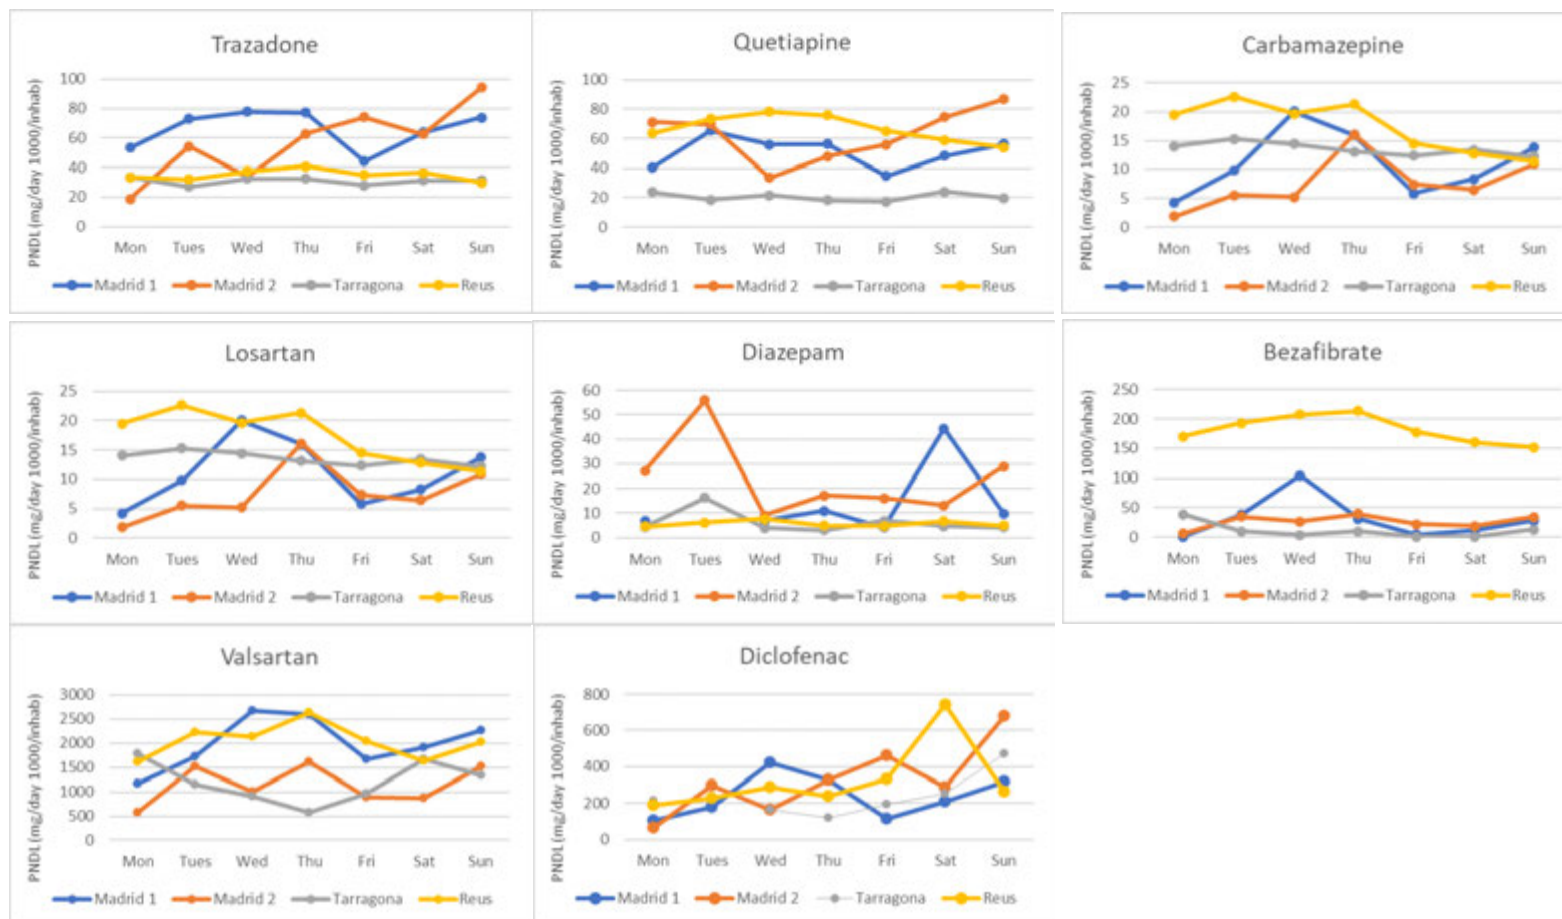 Trazadone
PNDL (mg/day 1000/inhab)
100
80
60
40
20
0
Mon Tues Wed Thu Fri Sat Sun
Madrid 1 Madrid 2 Tarragona Reus
Quetiapine
PNDL (mg/day 1000/inhab)
100
80
60
40
20
0
Mon Tues Wed Thu Fri Sat Sun
Madrid 1 Madrid 2 Tarragona Reus
Carbamazepine
PNDL (mg/day 1000/inhab)
25
20
15
10
5
0
Mon Tues Wed Thu Fri Sat Sun
Madrid 1 Madrid 2 Tarragona Reus
Losartan
PNDL (mg/day 1000/inhab)
25
20
15
10
5
0
Mon Tues Wed Thu Fri Sat Sun
Madrid 1 Madrid 2 Tarragona Reus
Diazepam
PNDL (mg/day 1000/inhab)
60
50
40
30
20
10
0
Mon Tues Wed Thu Fri Sat Sun
Madrid 1 Madrid 2 Tarragona Reus
Bezafibrate
PNDL (mg/day 1000/inhab)
250
200
150
100
50
0
Mon Tues Wed Thu Fri Sat Sun
Madrid 1 Madrid 2 Tarragona Reus
Valsartan
PNDL (mg/day 1000/inhab)
3000
2500
2000
1500
1000
500
0
Mon Tues Wed Thu Fri Sat Sun
Madrid 1 Madrid 2 Tarragona Reus
Diclofenac
PNDL (mg/day 1000/inhab)
800
600
400
200
0
Mon Tues Wed Thu Fri Sat Sun
Madrid 1 Madrid 2 Tarragona Reus